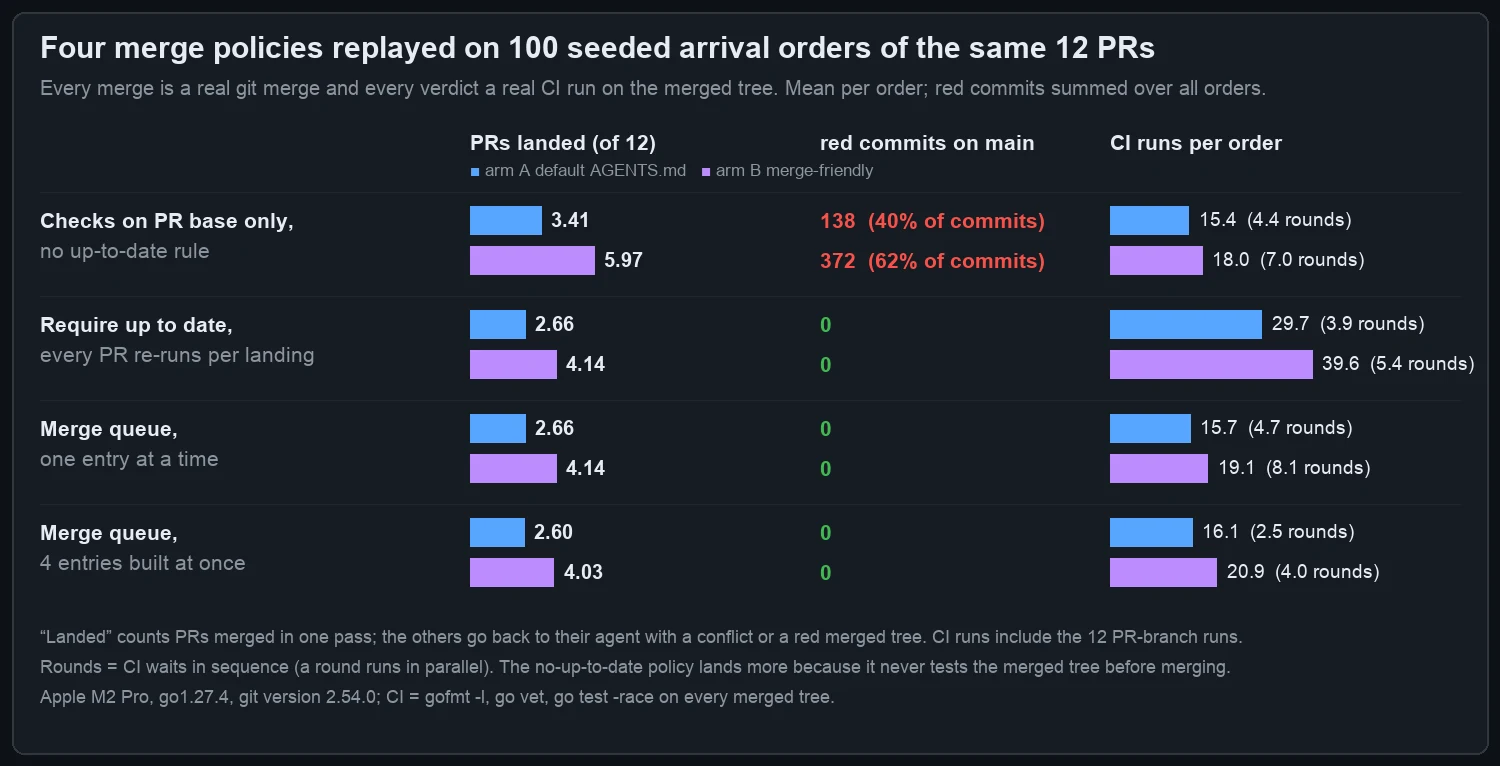 Four merge policies replayed on 100 seeded arrival orders of the same 12 PRs
Every merge is a real git merge and every verdict a real CI run on the merged tree. Mean per order; red commits summed over all orders.
PRs landed (of 12) red commits on main CI runs per order
arm A default AGENTS.md arm B merge-friendly
Checks on PR base only, 3.41 138 (40% of commits) 15.4 (4.4 rounds)
no up-to-date rule 5.97 372 (62% of commits) 18.0 (7.0 rounds)
Require up to date, 2.66 0 29.7 (3.9 rounds)
every PR re-runs per landing 4.14 0 39.6 (5.4 rounds)
Merge queue, 2.66 0 15.7 (4.7 rounds)
one entry at a time 4.14 0 19.1 (8.1 rounds)
Merge queue, 2.60 0 16.1 (2.5 rounds)
4 entries built at once 4.03 0 20.9 (4.0 rounds)
“Landed” counts PRs merged in one pass; the others go back to their agent with a conflict or a red merged tree. CI runs include the 12 PR-branch runs.
Rounds = CI waits in sequence (a round runs in parallel). The no-up-to-date policy lands more because it never tests the merged tree before merging.
Apple M2 Pro, go1.27.4, git version 2.54.0; CI = gofmt -l, go vet, go test -race on every merged tree.